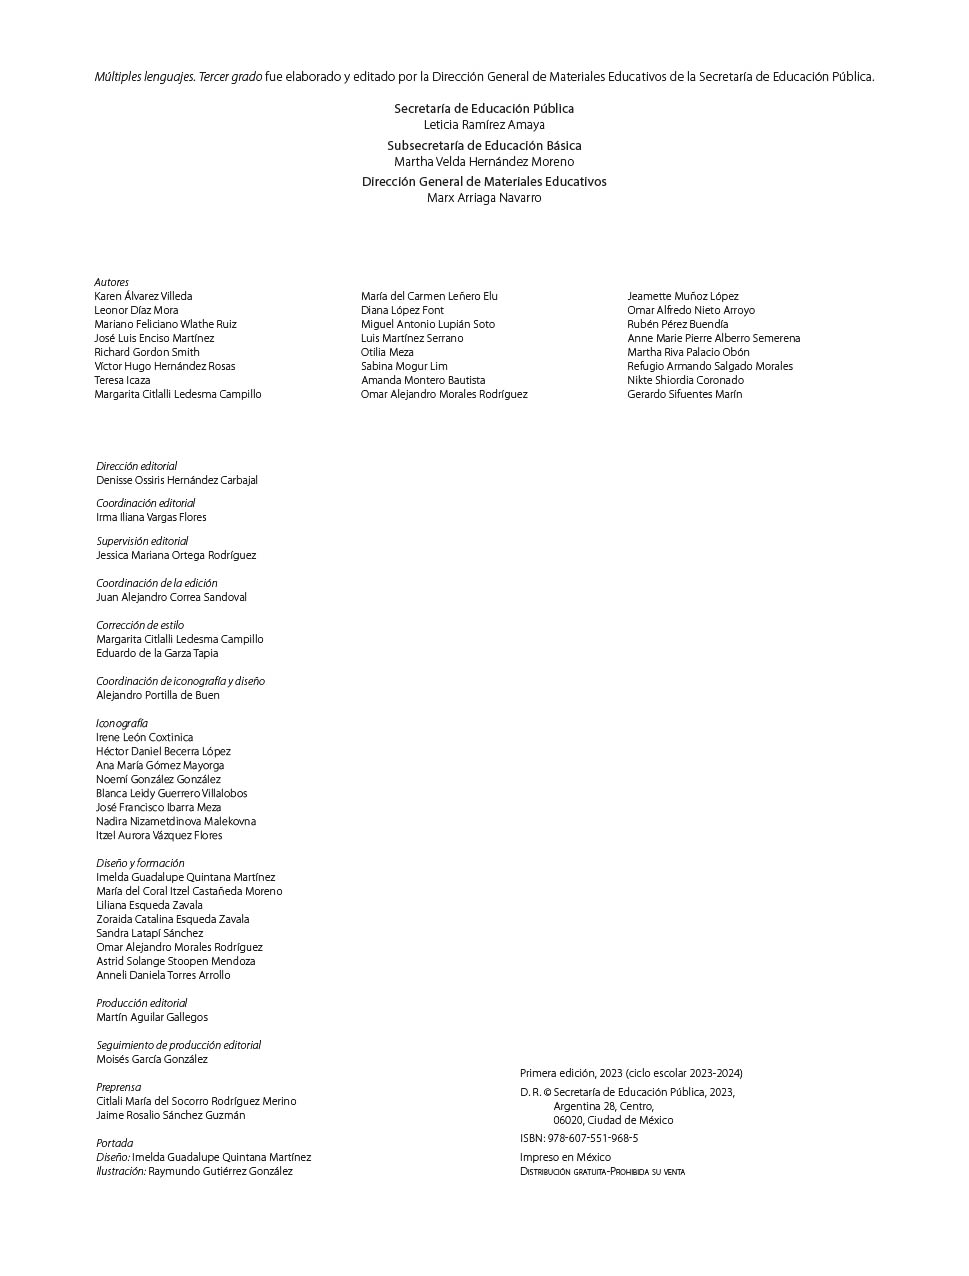 Múltiples lenguajes. Tercer grado fue elaborado y editado por la Dirección General de Materiales Educativos de la Secretaría de Educación Pública.
Secretaría de Educación Pública
Leticia Ramírez Amaya
Subsecretaría de Educación Básica
Martha Velda Hernández Moreno
Dirección General de Materiales Educativos
Marx Arriaga Navarro
Autores
Karen Álvarez Villeda
Leonor Díaz Mora
Mariano Feliciano Wlathe Ruiz
José Luis Enciso Martínez
Richard Gordon Smith
Víctor Hugo Hernández Rosas
Teresa Icaza
Margarita Citlalli Ledesma Campillo
María del Carmen Leñero Elu
Diana López Font
Miguel Antonio Lupián Soto
Luis Martínez Serrano
Otilia Meza
Sabina Mogur Lim
Amanda Montero Bautista
Omar Alejandro Morales Rodríguez
Jeamette Muñoz López
Omar Alfredo Nieto Arroyo
Rubén Pérez Buendía
Anne Marie Pierre Alberro Semerena
Martha Riva Palacio Obón
Refugio Armando Salgado Morales
Nikte Shiordia Coronado
Gerardo Sifuentes Marín
Dirección editorial
Denisse Ossiris Hernández Carbajal
Coordinación editorial
Irma Iliana Vargas Flores
Supervisión editorial
Jessica Mariana Ortega Rodríguez
Coordinación de la edición
Juan Alejandro Correa Sandoval
Corrección de estilo
Margarita Citlalli Ledesma Campillo
Eduardo de la Garza Tapia
Coordinación de iconografía y diseño
Alejandro Portilla de Buen
Iconografía
Irene León Coxtinica
Héctor Daniel Becerra López
Ana María Gómez Mayorga
Noemí González González
Blanca Leidy Guerrero Villalobos
José Francisco Ibarra Meza
Nadira Nizametdinova Malekovna
Itzel Aurora Vázquez Flores
Diseño y formación
Imelda Guadalupe Quintana Martínez
María del Coral Itzel Castañeda Moreno
Liliana Esqueda Zavala
Zoraida Catalina Esqueda Zavala
Sandra Latapí Sánchez
Omar Alejandro Morales Rodríguez
Astrid Solange Stoopen Mendoza
Anneli Daniela Torres Arrollo
Producción editorial
Martín Aguilar Gallegos
Seguimiento de producción editorial
Moisés García González
Preprensa
Citlali María del Socorro Rodríguez Merino
Jaime Rosalio Sánchez Guzmán
Portada
Diseño: Imelda Guadalupe Quintana Martínez
Ilustración: Raymundo Gutiérrez González
Primera edición, 2023 (ciclo escolar 2023-2024)
D. R. © Secretaría de Educación Pública, 2023,
Argentina 28, Centro,
06020, Ciudad de México
ISBN: 978-607-551-968-5
Impreso en México
Distribución gratuita-Prohibida su venta